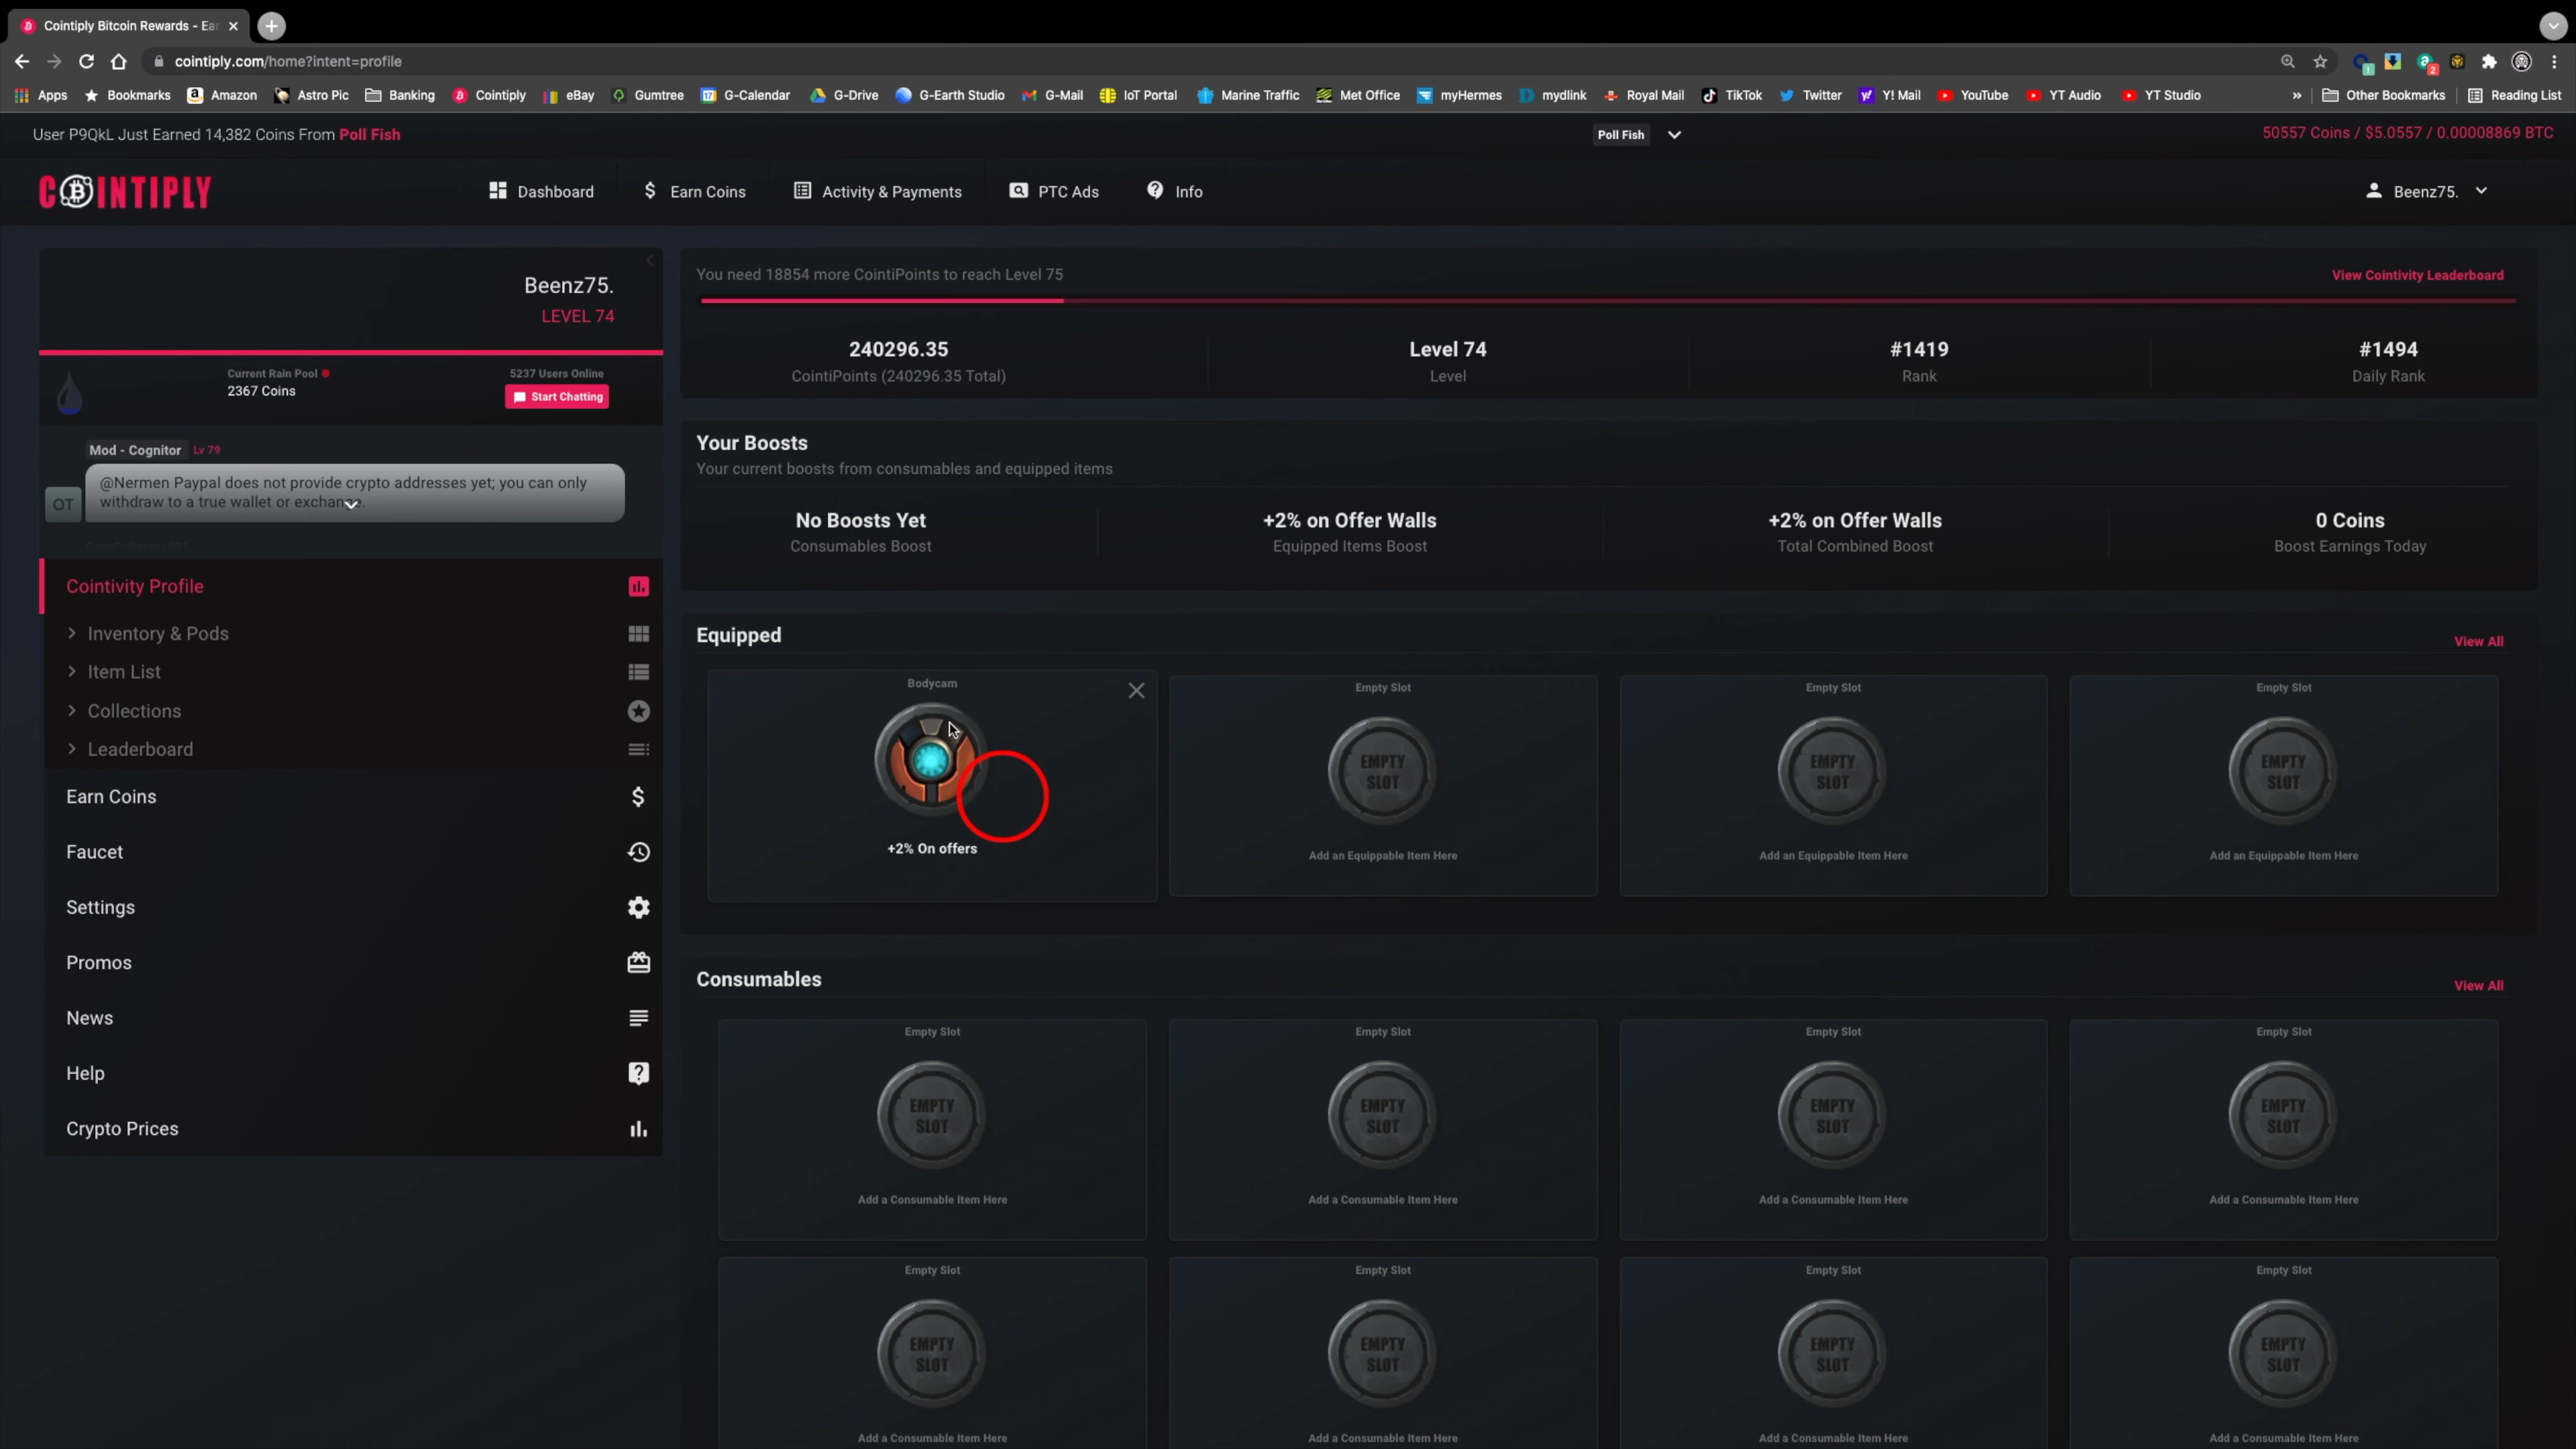 Cointiply Bitcoin Rewards - Ea
cointiply.com/home?intent=profile
Apps Bookmarks Amazon Astro Pic Banking Cointiply eBay Gumtree G-Calendar G-Drive G-Earth Studio G-Mail IoT Portal Marine Traffic Met Office myHermes mydlink Royal Mail TikTok Twitter Y! Mail YouTube YT Audio YT Studio » Other Bookmarks Reading List
User P9QkL Just Earned 14,382 Coins From Poll Fish
Poll Fish
50557 Coins / $5.0557 / 0.00008869 BTC
COINTIPLY
Dashboard Earn Coins Activity & Payments PTC Ads Info
Beenz75.
Beenz75.
LEVEL 74
Current Rain Pool
2367 Coins
5237 Users Online
Start Chatting
Mod - Cognitor Lv 79
OT
@Nermen Paypal does not provide crypto addresses yet; you can only
withdraw to a true wallet or exchange.
Cointivity Profile
Inventory & Pods
Item List
Collections
Leaderboard
Earn Coins
Faucet
Settings
Promos
News
Help
Crypto Prices
You need 18854 more CointiPoints to reach Level 75
View Cointivity Leaderboard
240296.35 Level 74 #1419 #1494
CointiPoints (240296.35 Total) Level Rank Daily Rank
Your Boosts
Your current boosts from consumables and equipped items
No Boosts Yet +2% on Offer Walls +2% on Offer Walls 0 Coins
Consumables Boost Equipped Items Boost Total Combined Boost Boost Earnings Today
Equipped
View All
Bodycam Empty Slot Empty Slot Empty Slot
EMPTY SLOT EMPTY SLOT EMPTY SLOT
+2% On offers Add an Equippable Item Here Add an Equippable Item Here Add an Equippable Item Here
Consumables
View All
Empty Slot Empty Slot Empty Slot Empty Slot
EMPTY SLOT EMPTY SLOT EMPTY SLOT EMPTY SLOT
Add a Consumable Item Here Add a Consumable Item Here Add a Consumable Item Here Add a Consumable Item Here
Empty Slot Empty Slot Empty Slot Empty Slot
EMPTY SLOT EMPTY SLOT EMPTY SLOT EMPTY SLOT
Add a Consumable Item Here Add a Consumable Item Here Add a Consumable Item Here Add a Consumable Item Here